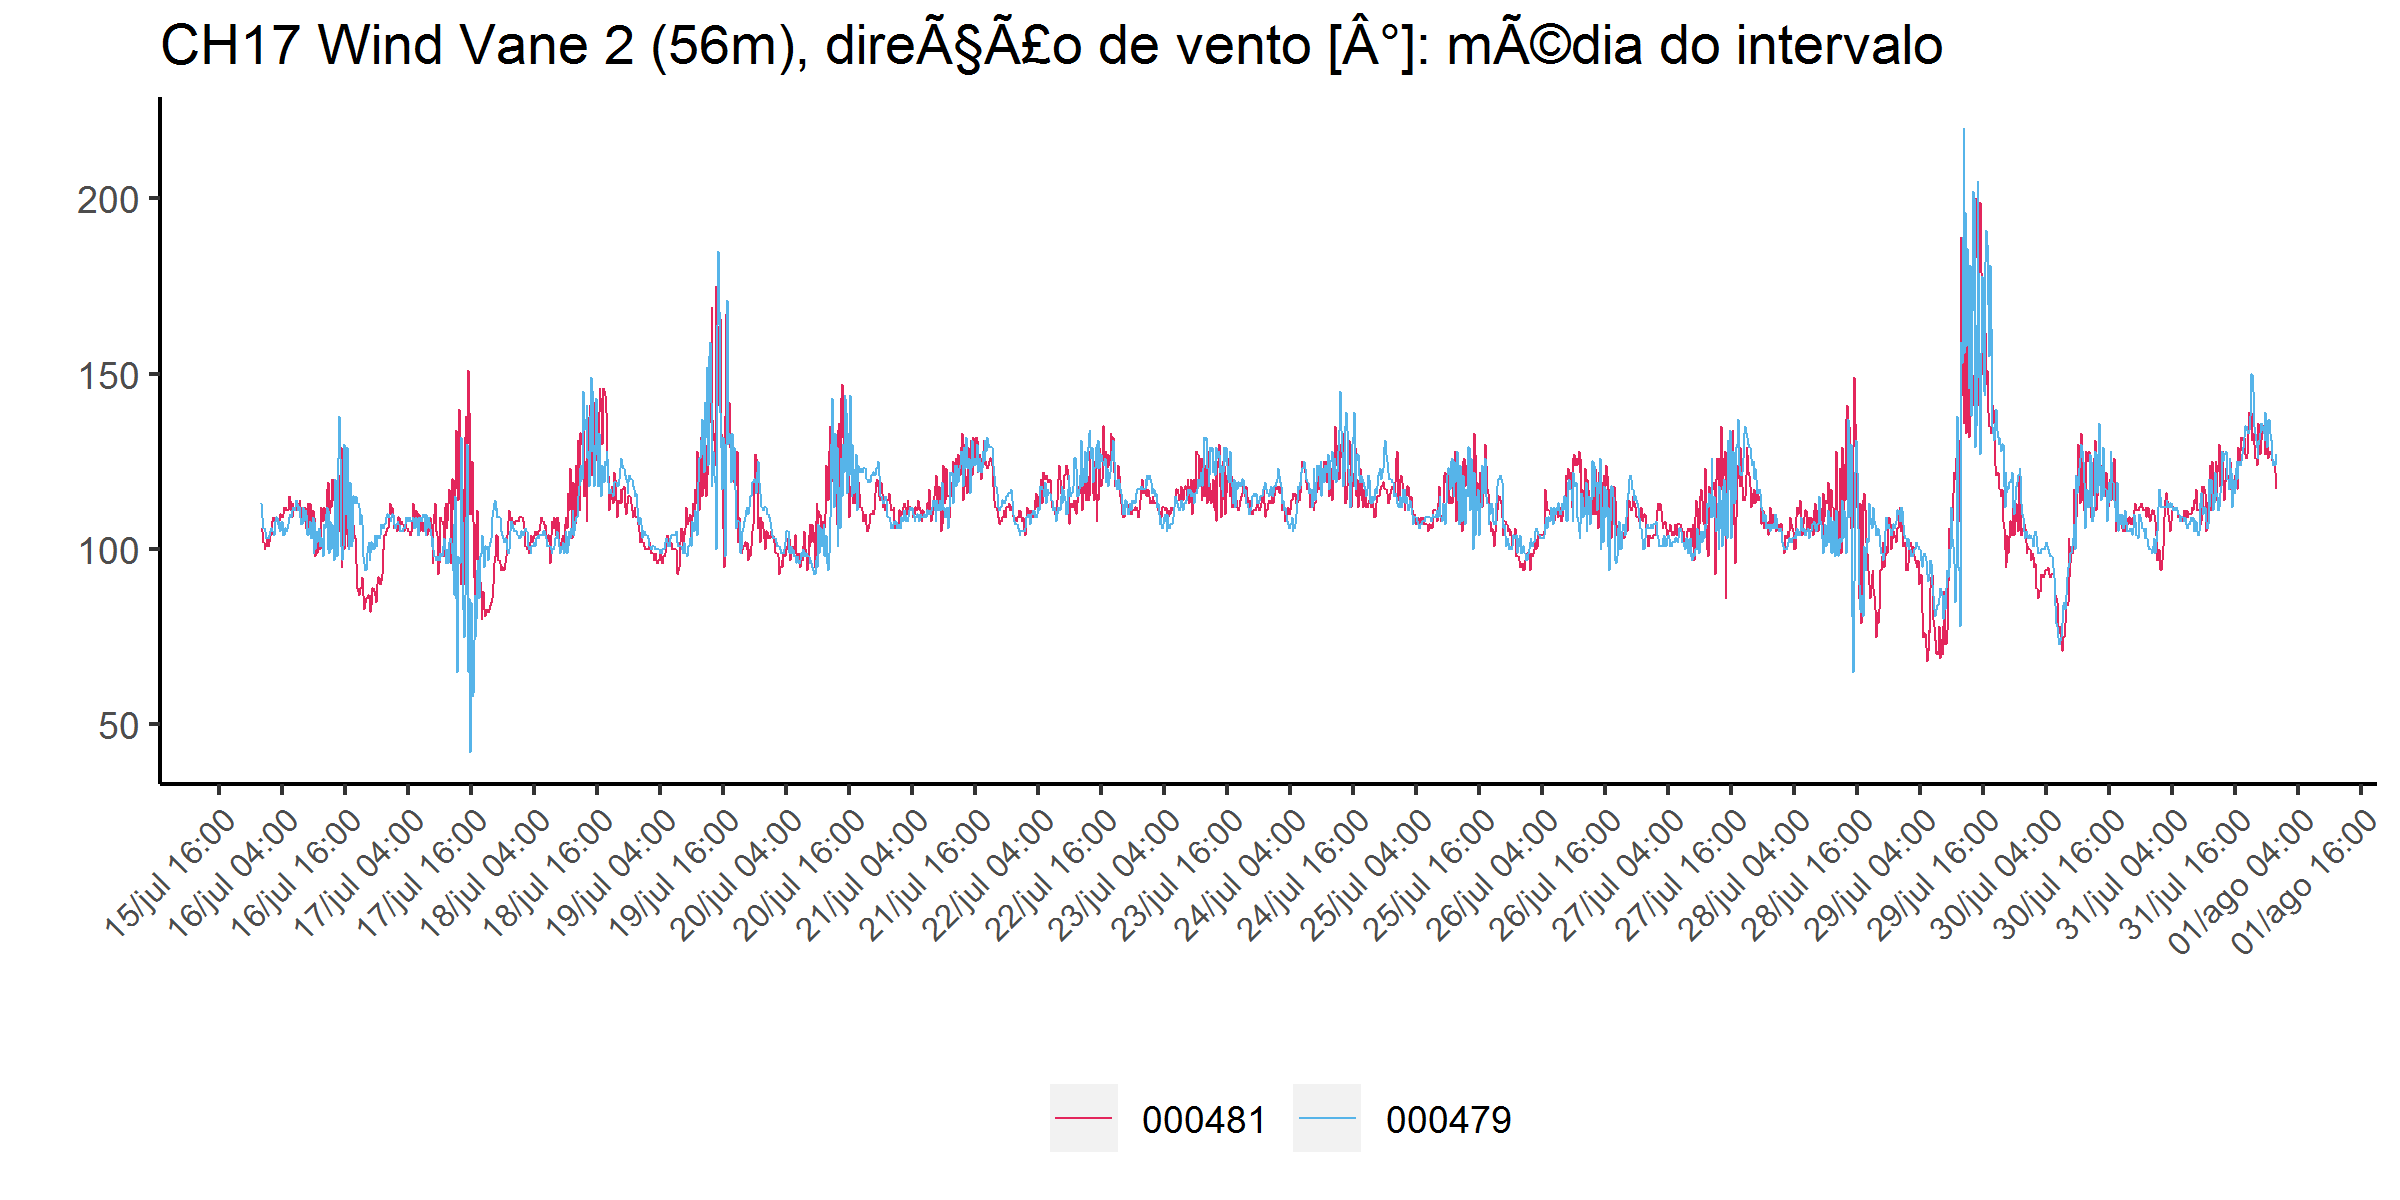 CH17 Wind Vane 2 (56m), direÃ§Ã£o de vento [Â°]: mÃ©dia do intervalo
200
150
100
50
15/jul 16:00
16/jul 04:00
16/jul 16:00
17/jul 04:00
17/jul 16:00
18/jul 04:00
18/jul 16:00
19/jul 04:00
19/jul 16:00
20/jul 04:00
20/jul 16:00
21/jul 04:00
21/jul 16:00
22/jul 04:00
22/jul 16:00
23/jul 04:00
23/jul 16:00
24/jul 04:00
24/jul 16:00
25/jul 04:00
25/jul 16:00
26/jul 04:00
26/jul 16:00
27/jul 04:00
27/jul 16:00
28/jul 04:00
28/jul 16:00
29/jul 04:00
29/jul 16:00
30/jul 04:00
30/jul 16:00
31/jul 04:00
31/jul 16:00
01/ago 04:00
01/ago 16:00
000481
000479